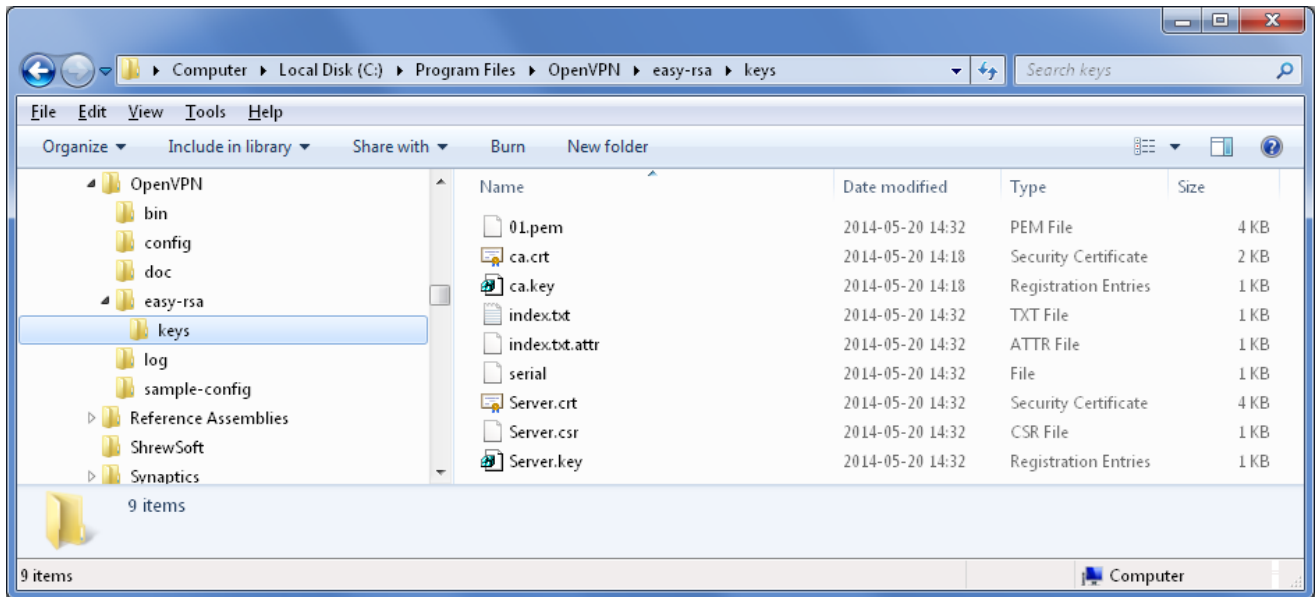 Computer Local Disk (C:) Program Files OpenVPN easy-rsa keys Search keys
File Edit View Tools Help
Organize Include in library Share with Burn New folder
OpenVPN
bin
config
doc
easy-rsa
keys
log
sample-config
Reference Assemblies
ShrewSoft
Synaptics
Name Date modified Type Size
01.pem 2014-05-20 14:32 PEM File 4 KB
ca.crt 2014-05-20 14:18 Security Certificate 2 KB
ca.key 2014-05-20 14:18 Registration Entries 1 KB
index.txt 2014-05-20 14:32 TXT File 1 KB
index.txt.attr 2014-05-20 14:32 ATTR File 1 KB
serial 2014-05-20 14:32 File 1 KB
Server.crt 2014-05-20 14:32 Security Certificate 4 KB
Server.csr 2014-05-20 14:32 CSR File 1 KB
Server.key 2014-05-20 14:32 Registration Entries 1 KB
9 items
9 items Computer